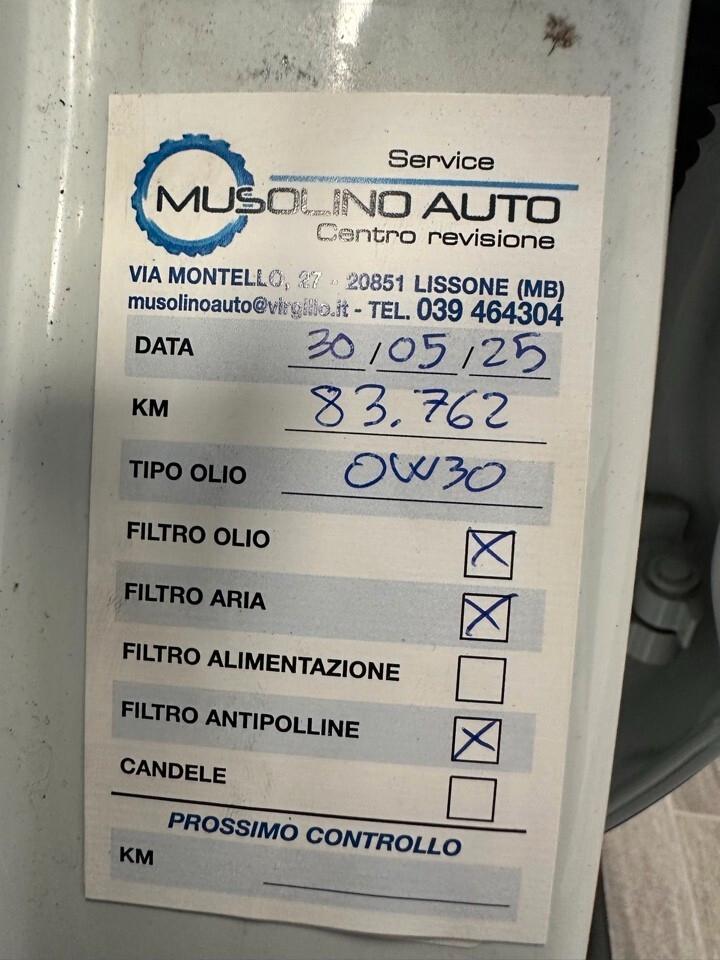 Service
MUSOLINO AUTO
Centro revisione
VIA MONTELLO, 27 - 20851 LISSONE (MB)
musolinoauto@virgilio.it - TEL. 039 464304
DATA 30/05/25
KM 83.762
TIPO OLIO 0W30
FILTRO OLIO X
FILTRO ARIA X
FILTRO ALIMENTAZIONE
FILTRO ANTIPOLLINE X
CANDELE
PROSSIMO CONTROLLO
KM